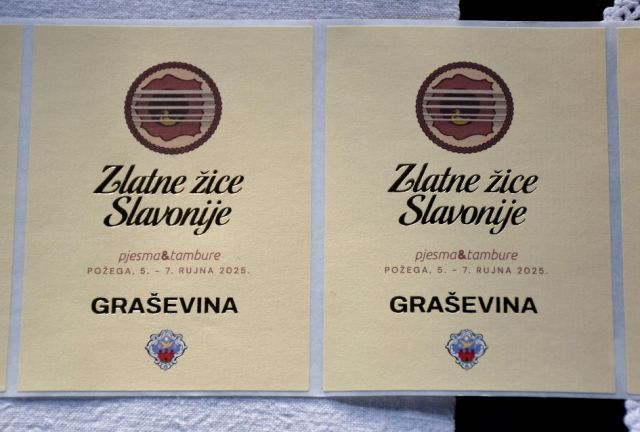 Zlatne žice
Slavonije
pjesma&tambure
POŽEGA, 5. – 7. RUJNA 2025.
GRAŠEVINA
Zlatne žice
Slavonije
pjesma&tambure
POŽEGA, 5. – 7. RUJNA 2025.
GRAŠEVINA